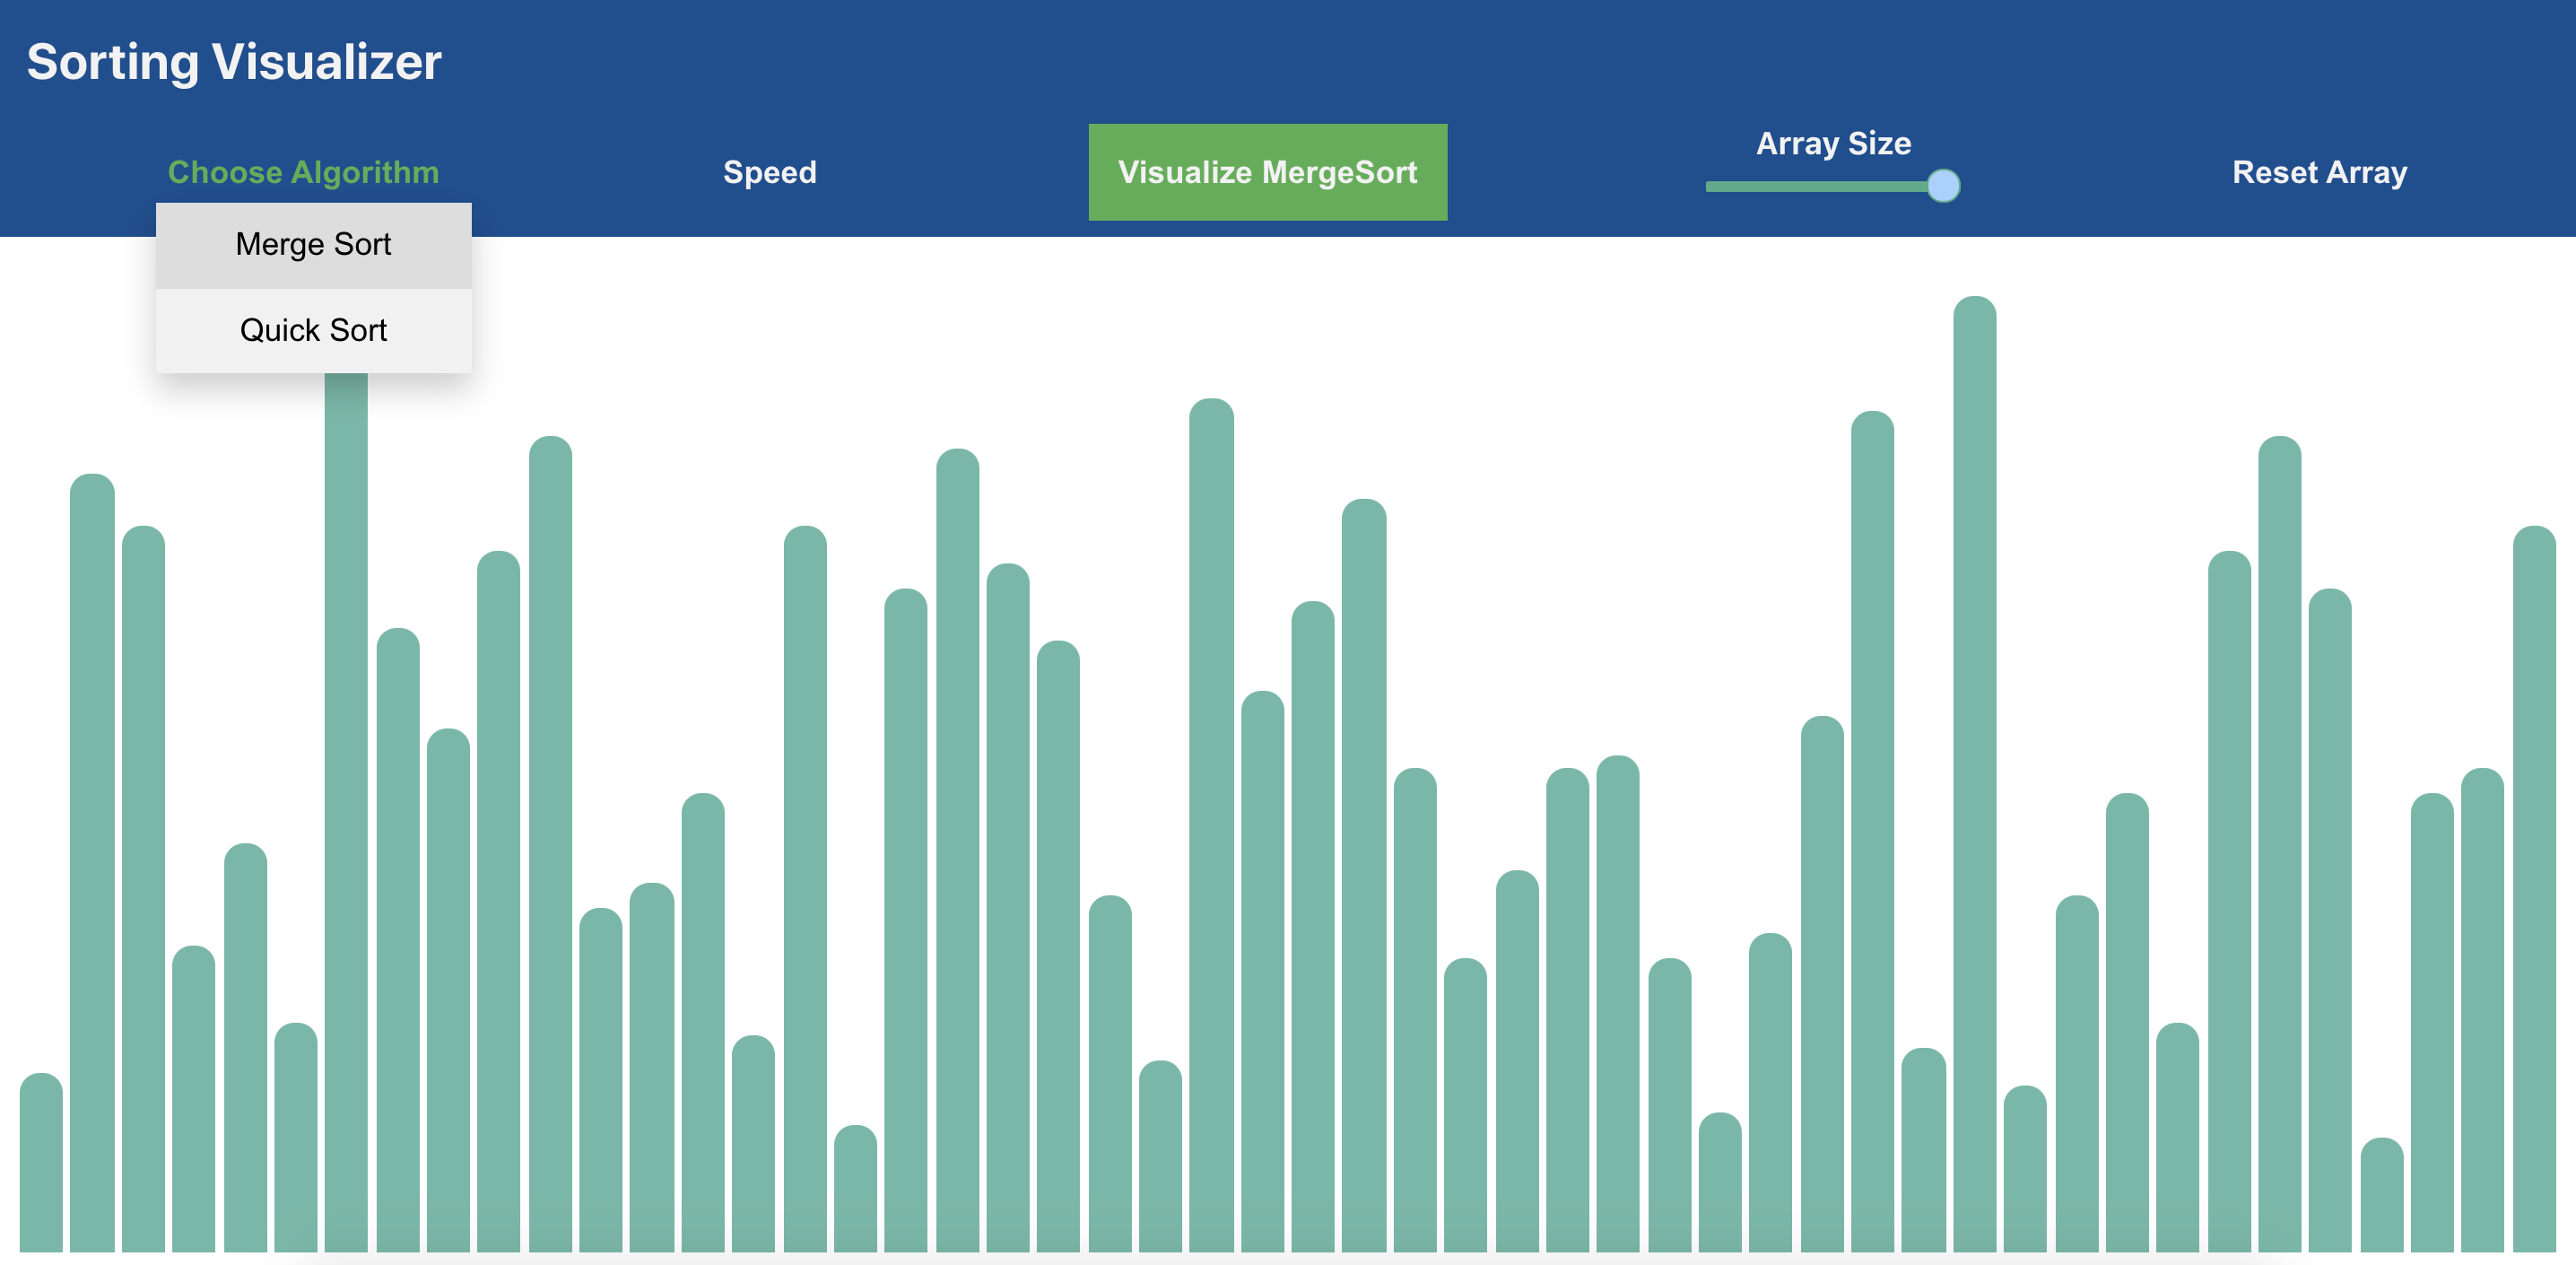 Sorting Visualizer
Choose Algorithm
Speed
Visualize MergeSort
Array Size
Reset Array
Merge Sort
Quick Sort